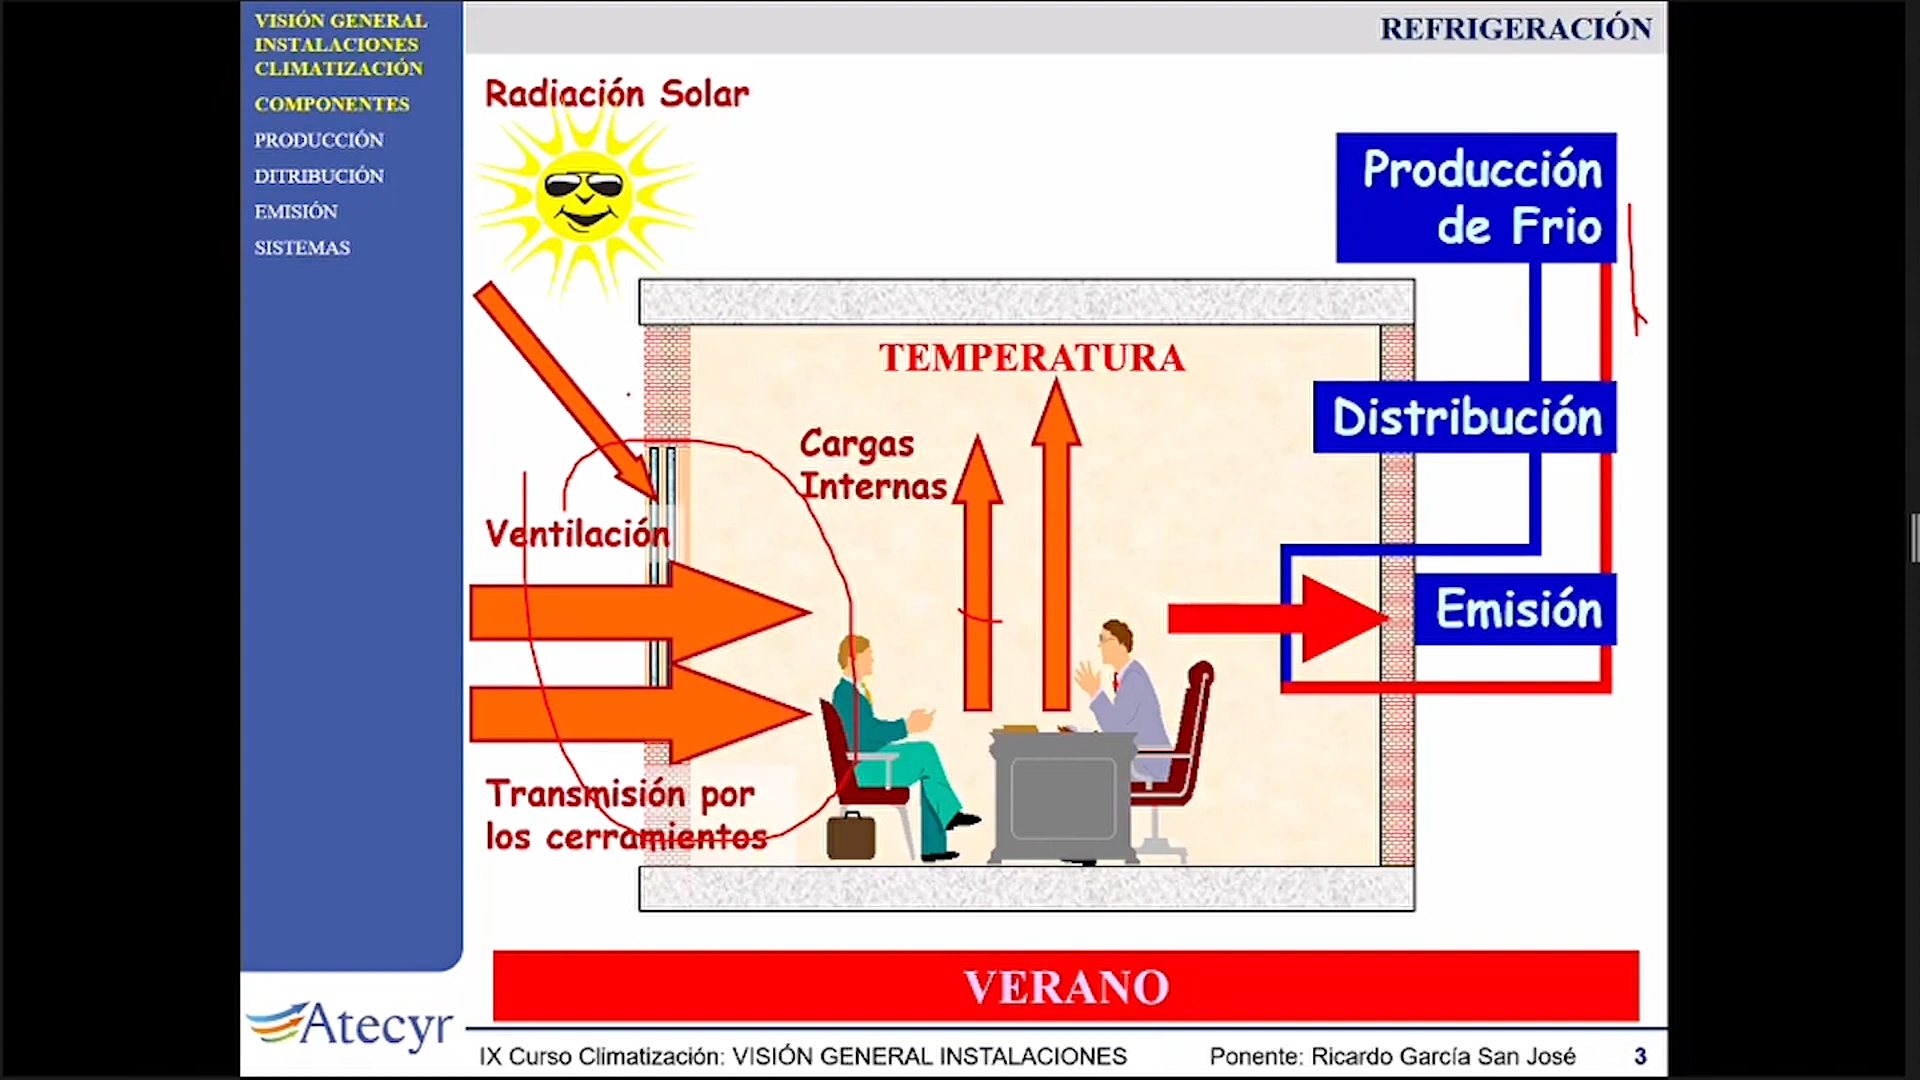 VISIÓN GENERAL
INSTALACIONES
CLIMATIZACIÓN
COMPONENTES
PRODUCCIÓN
DITRIBUCIÓN
EMISIÓN
SISTEMAS
REFRIGERACIÓN
Radiación Solar
Producción
de Frio
TEMPERATURA
Distribución
Cargas
Internas
Ventilación
Emisión
Transmisión por
los cerramientos
VERANO
Atecyr
IX Curso Climatización: VISIÓN GENERAL INSTALACIONES
Ponente: Ricardo García San José
3